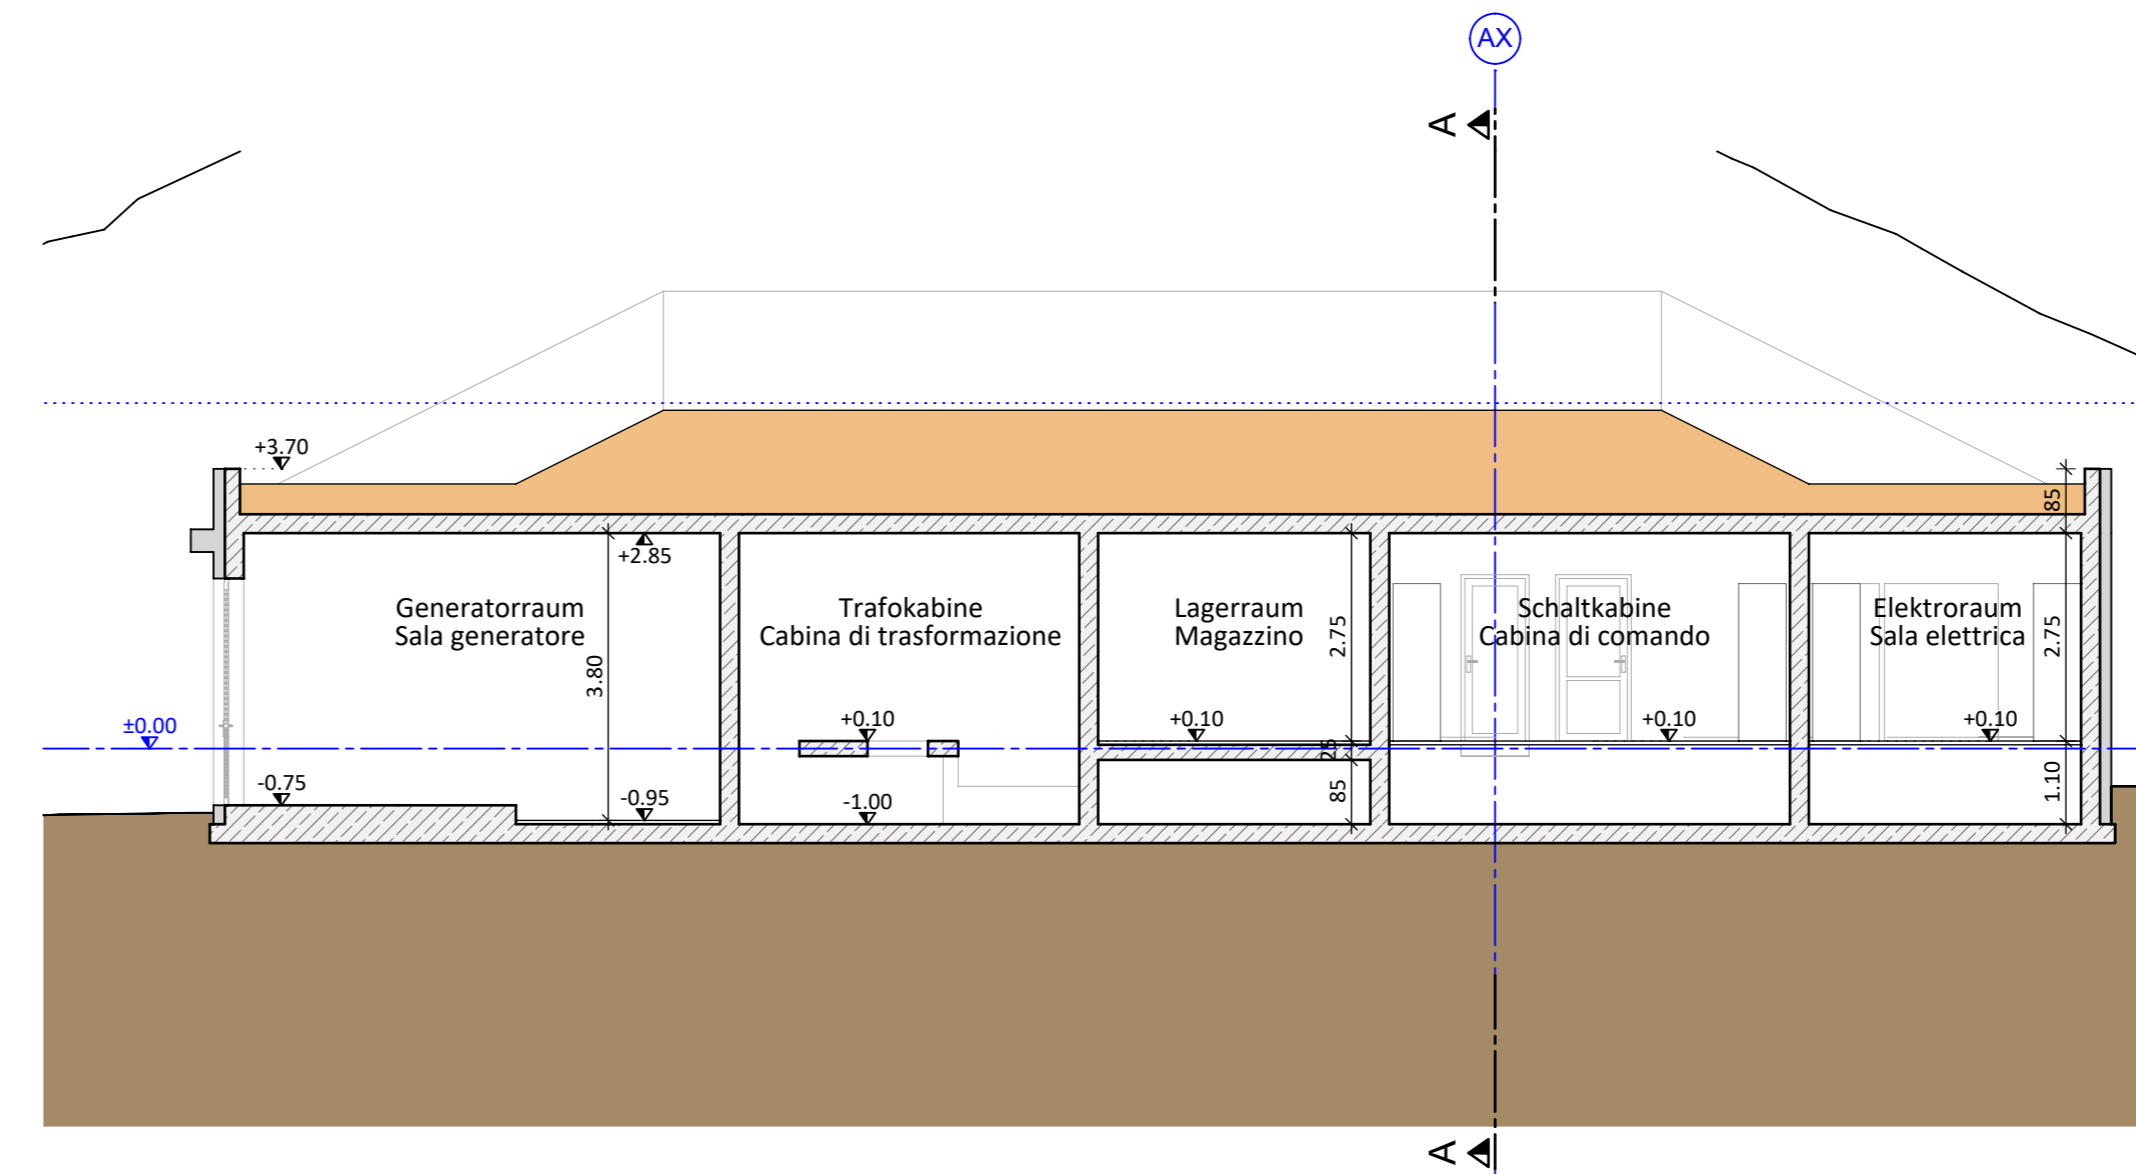 AX
A
+3.70
85
+2.85
Generatorraum
Sala generatore
Trafokabine
Cabina di trasformazione
Lagerraum
Magazzino
Schaltkabine
Cabina di comando
Elektroraum
Sala elettrica
3.80
2.75
2.75
±0.00
+0.10
+0.10
+0.10
+0.10
25
-0.75
-0.95
-1.00
85
1.10
A